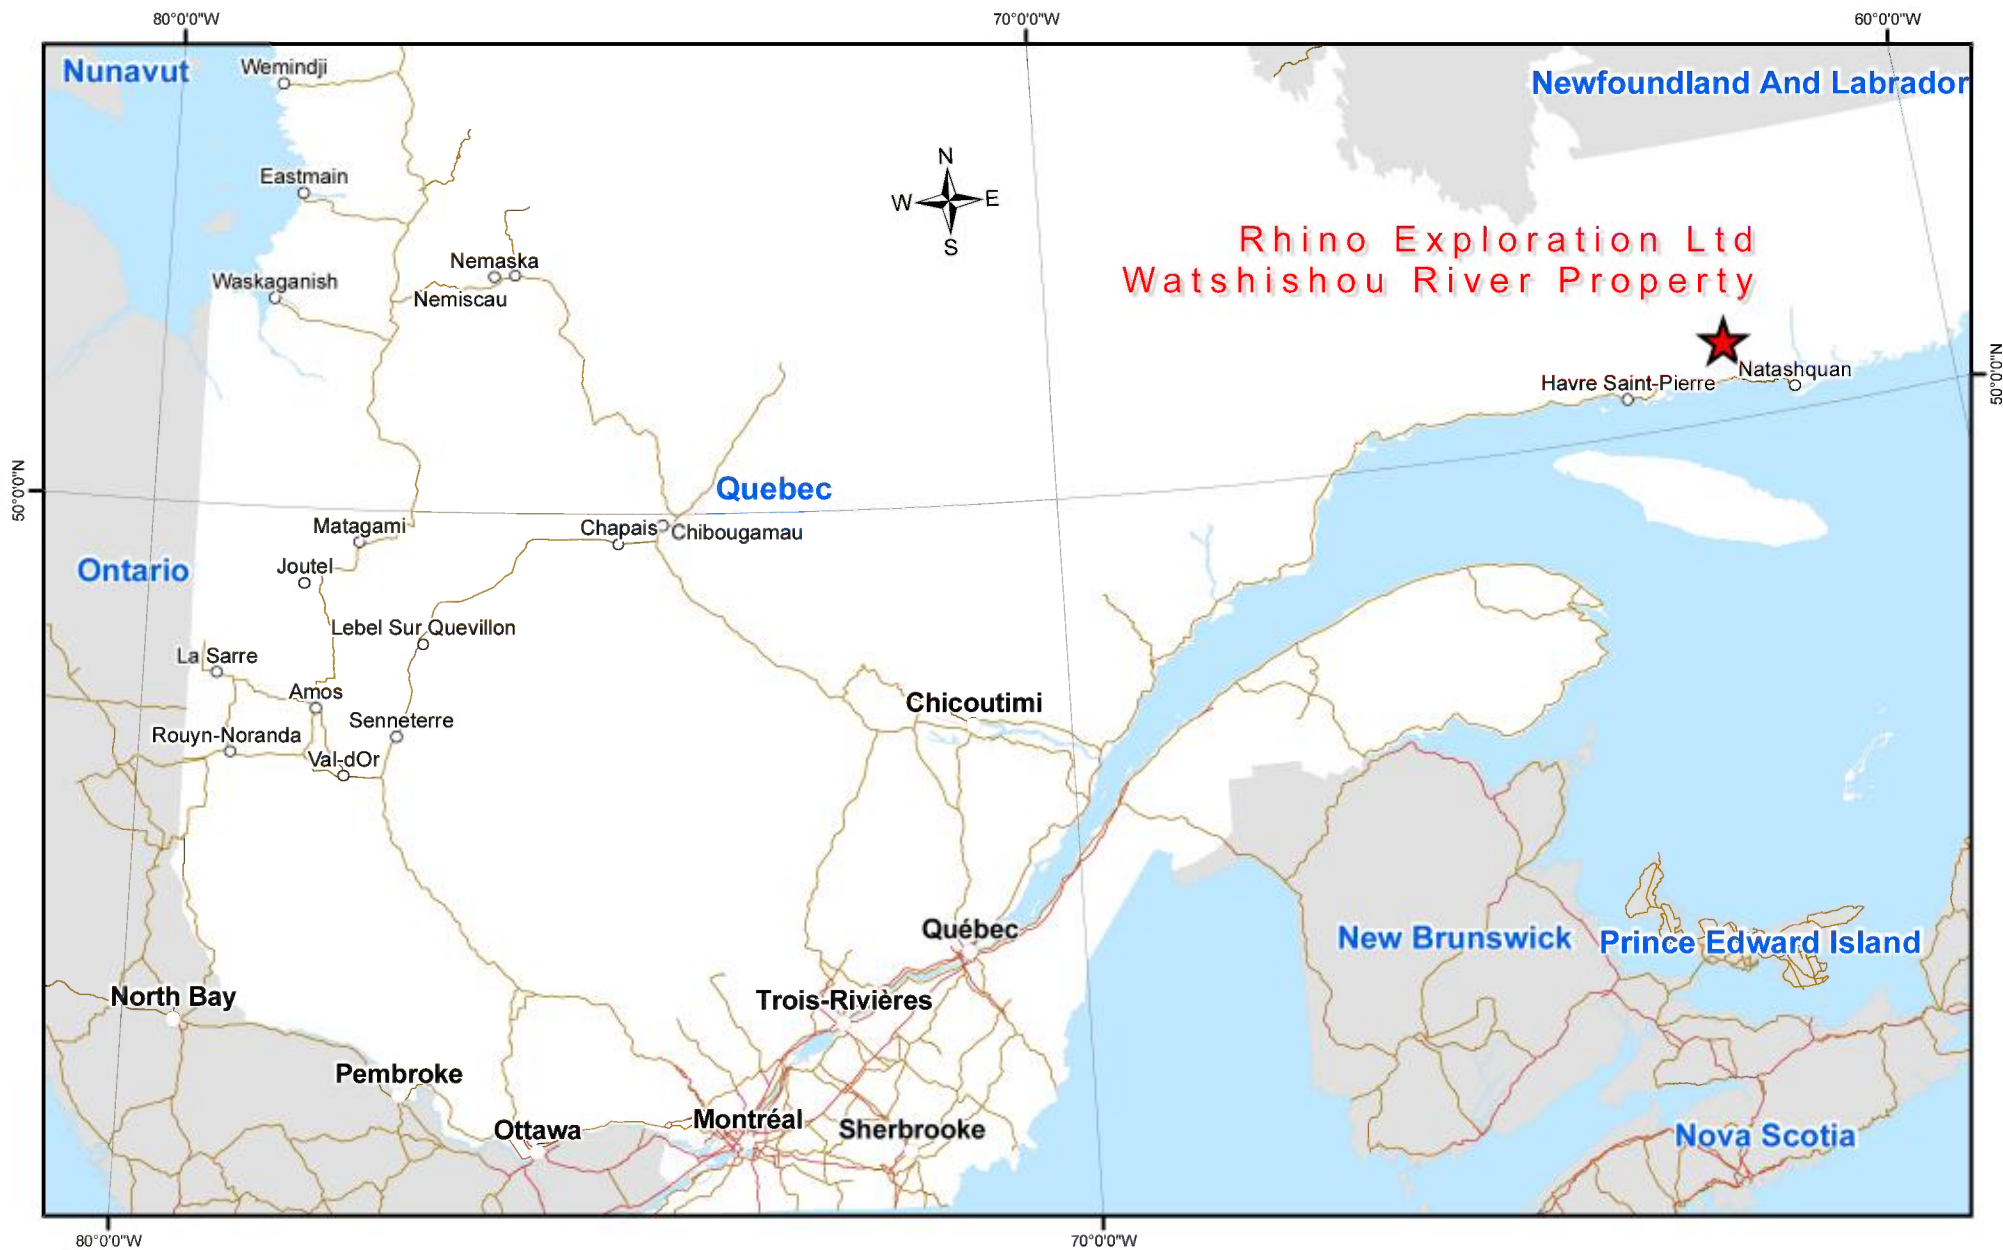 80°0'0"W
70°0'0"W
60°0'0"W
Nunavut
Wemindji
Newfoundland And Labrador
N
W
E
S
Eastmain
Rhino Exploration Ltd
Watshishou River Property
Nemaska
Waskaganish
Nemiscau
Natashquan
Havre Saint-Pierre
50°0'0"N
50°0'0"N
Quebec
Matagami
Chapais
Chibougamau
Joutel
Ontario
Lebel Sur Quevillon
La Sarre
Amos
Chicoutimi
Senneterre
Rouyn-Noranda
Val-dOr
Québec
New Brunswick
Prince Edward Island
North Bay
Trois-Rivières
Pembroke
Montréal
Ottawa
Sherbrooke
Nova Scotia
80°0'0"W
70°0'0"W